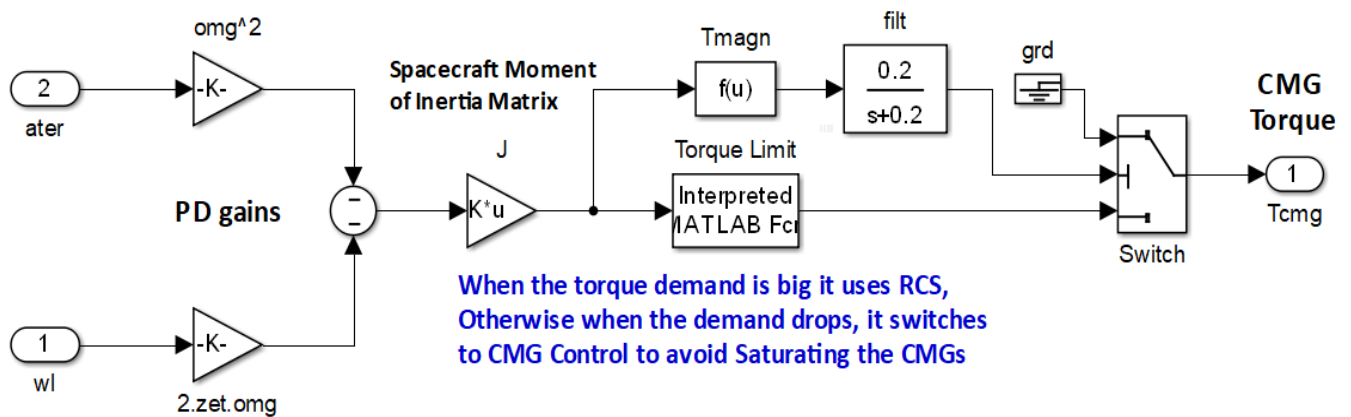 omg^2
-K-
2
ater
Spacecraft Moment
of Inertia Matrix
Tmagn
f(u)
filt
0.2
s+0.2
grd
CMG
Torque
J
K*u
Torque Limit
Interpreted
MATLAB Fcn
PD gains
-
-
1
Tcmg
Switch
When the torque demand is big it uses RCS,
Otherwise when the demand drops, it switches
to CMG Control to avoid Saturating the CMGs
1
wl
-K-
2.zet.omg